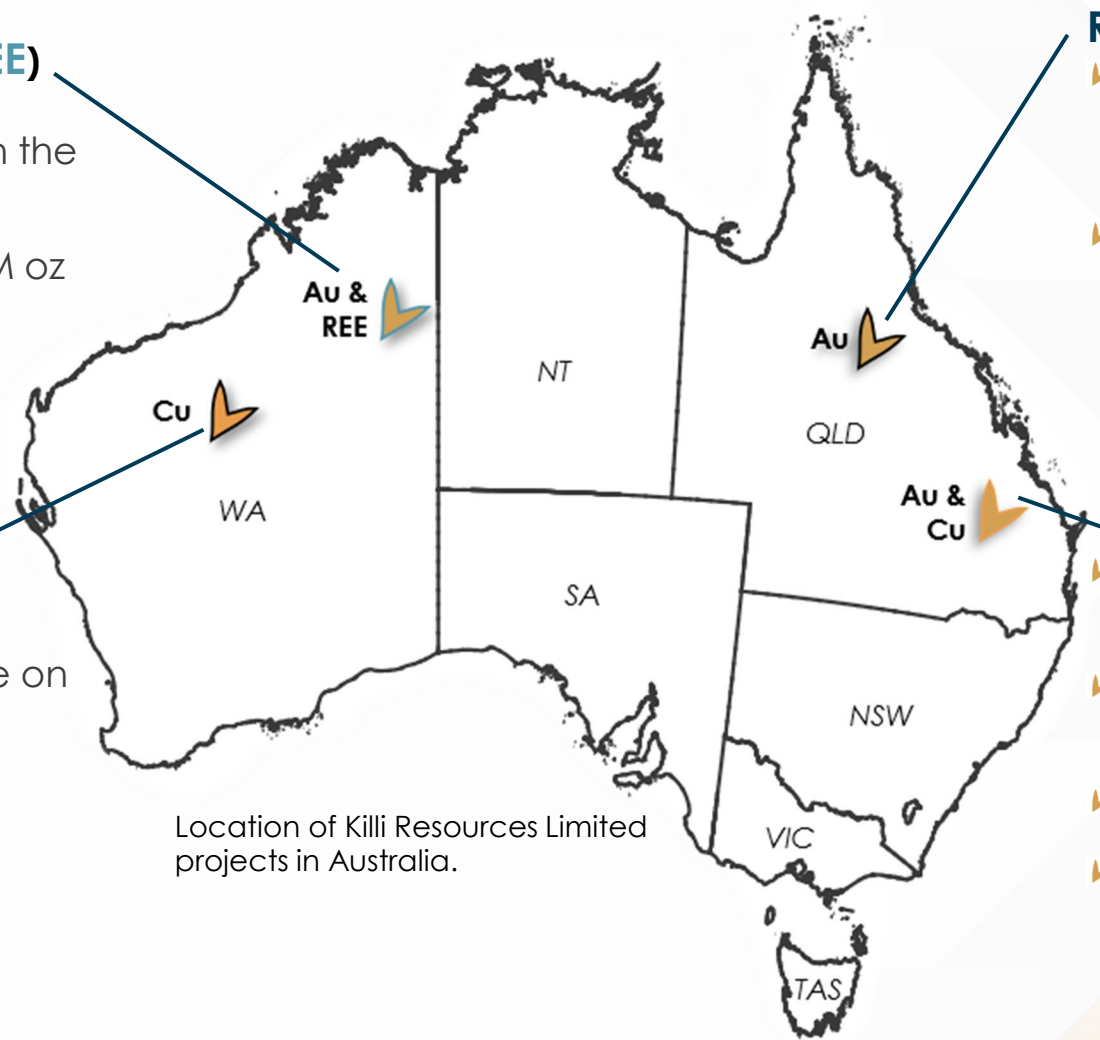 EE)
n the
M oz
e on
R
Au &
REE
Cu
WA
NT
SA
Au
QLD
Au &
Cu
NSW
VIC
TAS
Location of Killi Resources Limited
projects in Australia.